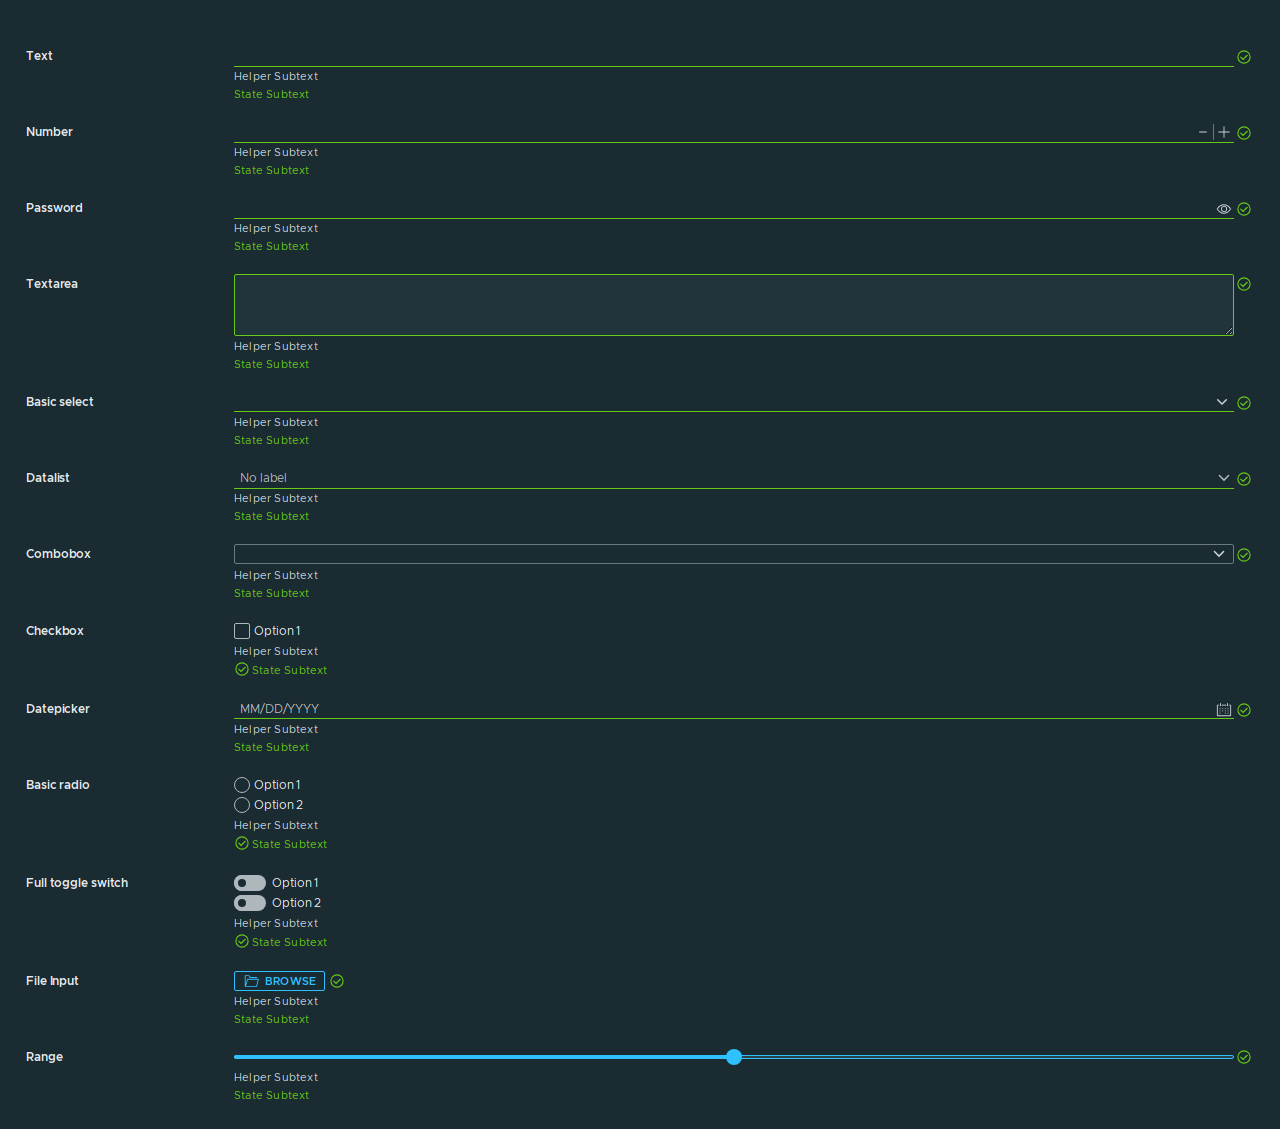 Text
Helper Subtext
State Subtext
Number
Helper Subtext
State Subtext
Password
Helper Subtext
State Subtext
Textarea
Helper Subtext
State Subtext
Basic select
Helper Subtext
State Subtext
Datalist No label
Helper Subtext
State Subtext
Combobox
Helper Subtext
State Subtext
Checkbox Option 1
Helper Subtext
State Subtext
Datepicker MM/DD/YYYY
Helper Subtext
State Subtext
Basic radio Option 1
Option 2
Helper Subtext
State Subtext
Full toggle switch Option 1
Option 2
Helper Subtext
State Subtext
File Input BROWSE
Helper Subtext
State Subtext
Range
Helper Subtext
State Subtext